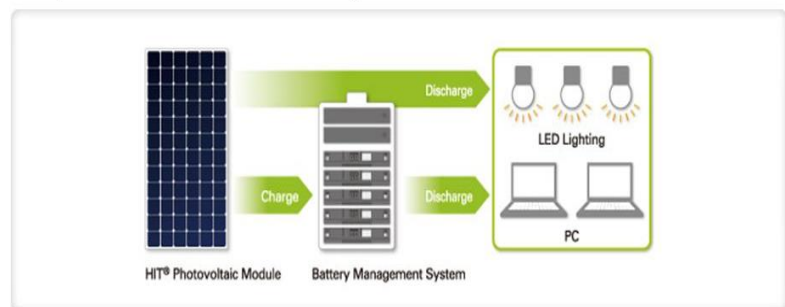 Discharge
LED Lighting
Charge
Discharge
PC
HIT® Photovoltaic Module
Battery Management System